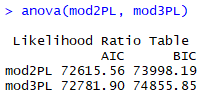 > anova(mod2PL, mod3PL)
Likelihood Ratio Table
AIC BIC
mod2PL 72615.56 73998.19
mod3PL 72781.90 74855.85